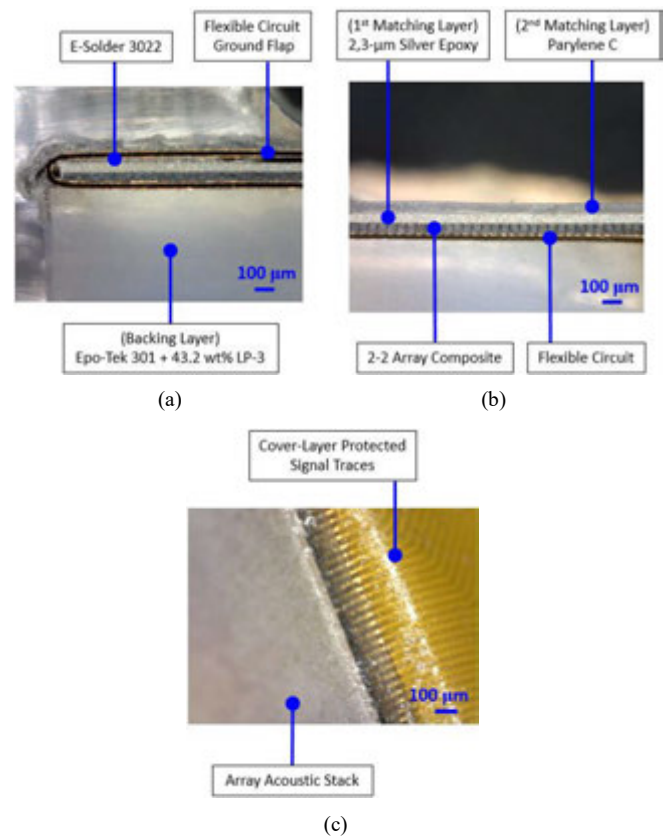 E-Solder 3022
Flexible Circuit
Ground Flap
100 μm
(Backing Layer)
Epo-Tek 301 + 43.2 wt% LP-3
(a)
(1st Matching Layer)
2,3-μm Silver Epoxy
(2nd Matching Layer)
Parylene C
100 μm
2-2 Array Composite
Flexible Circuit
(b)
Cover-Layer Protected
Signal Traces
100 μm
Array Acoustic Stack
(c)